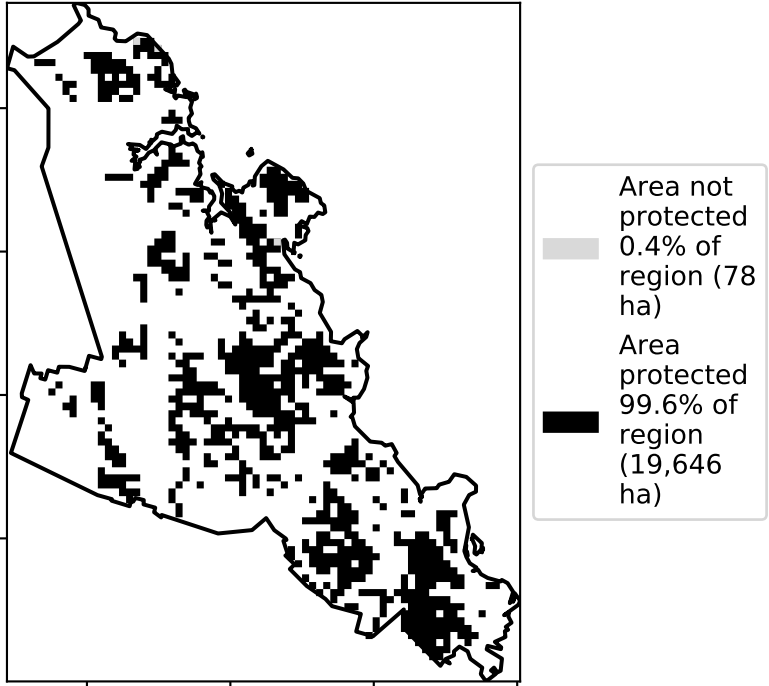 Area not
protected
0.4% of
region (78
ha)
Area
protected
99.6% of
region
(19,646
ha)